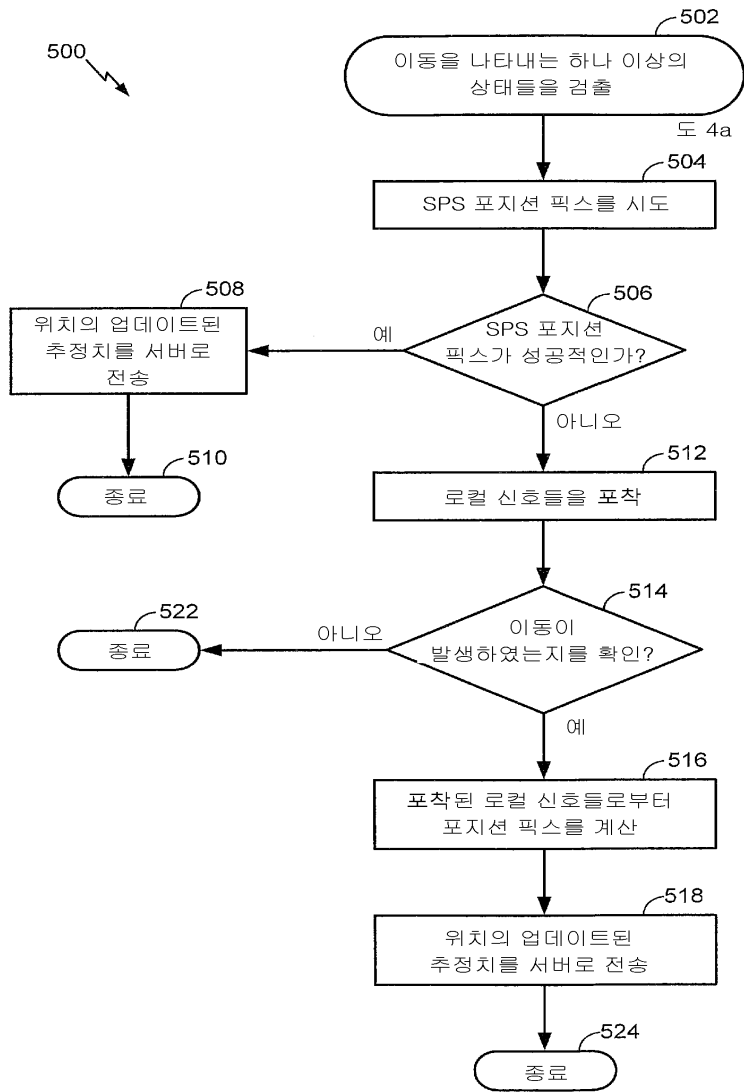 500
502
이동을 나타내는 하나 이상의
상태들을 검출
도 4a
504
SPS 포지션 픽스를 시도
506
SPS 포지션
픽스가 성공적인가?
예
508
위치의 업데이트된
추정치를 서버로
전송
510
종료
아니오
512
로컬 신호들을 포착
514
이동이
발생하였는지를 확인?
아니오
522
종료
예
516
포착된 로컬 신호들로부터
포지션 픽스를 계산
518
위치의 업데이트된
추정치를 서버로 전송
524
종료